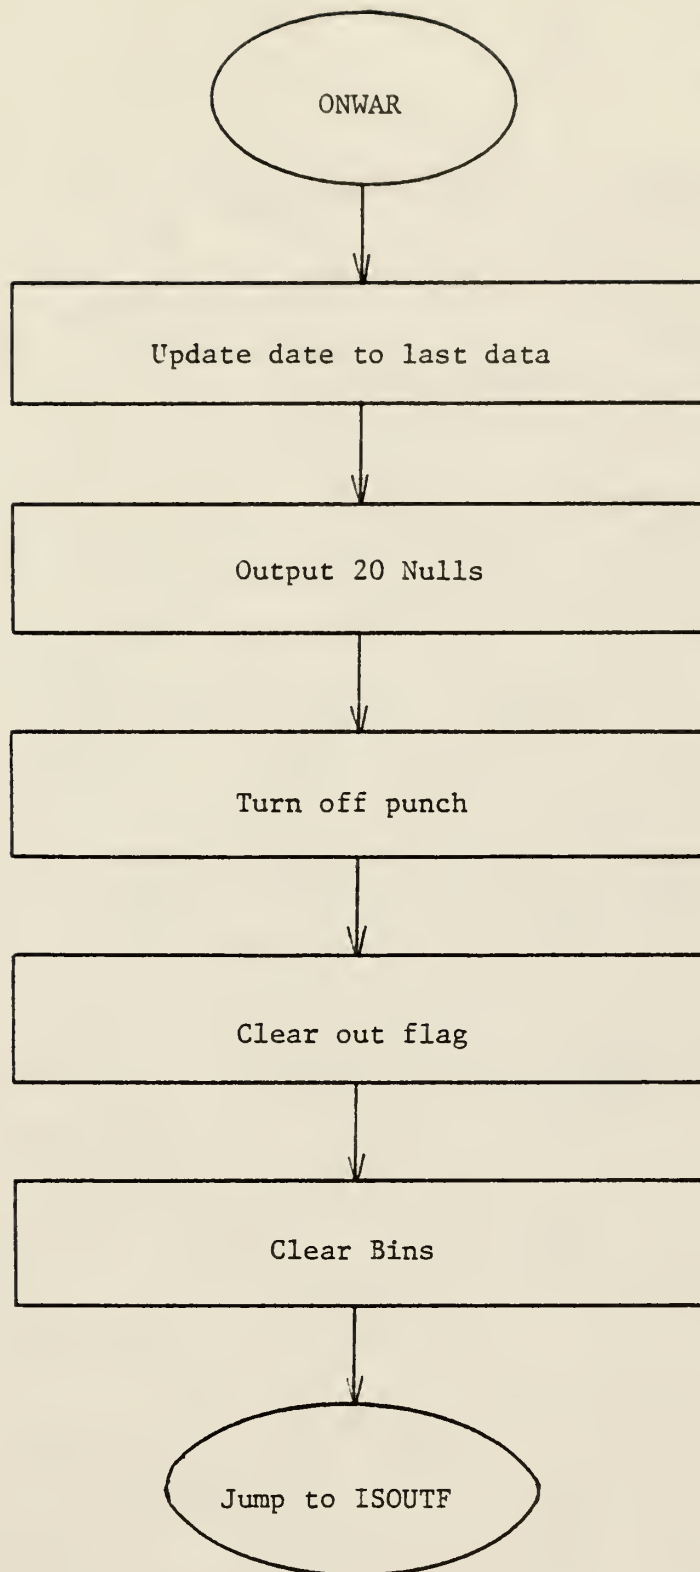 ONWAR
Update date to last data
Output 20 Nulls
Turn off punch
Clear out flag
Clear Bins
Jump to ISOUTF